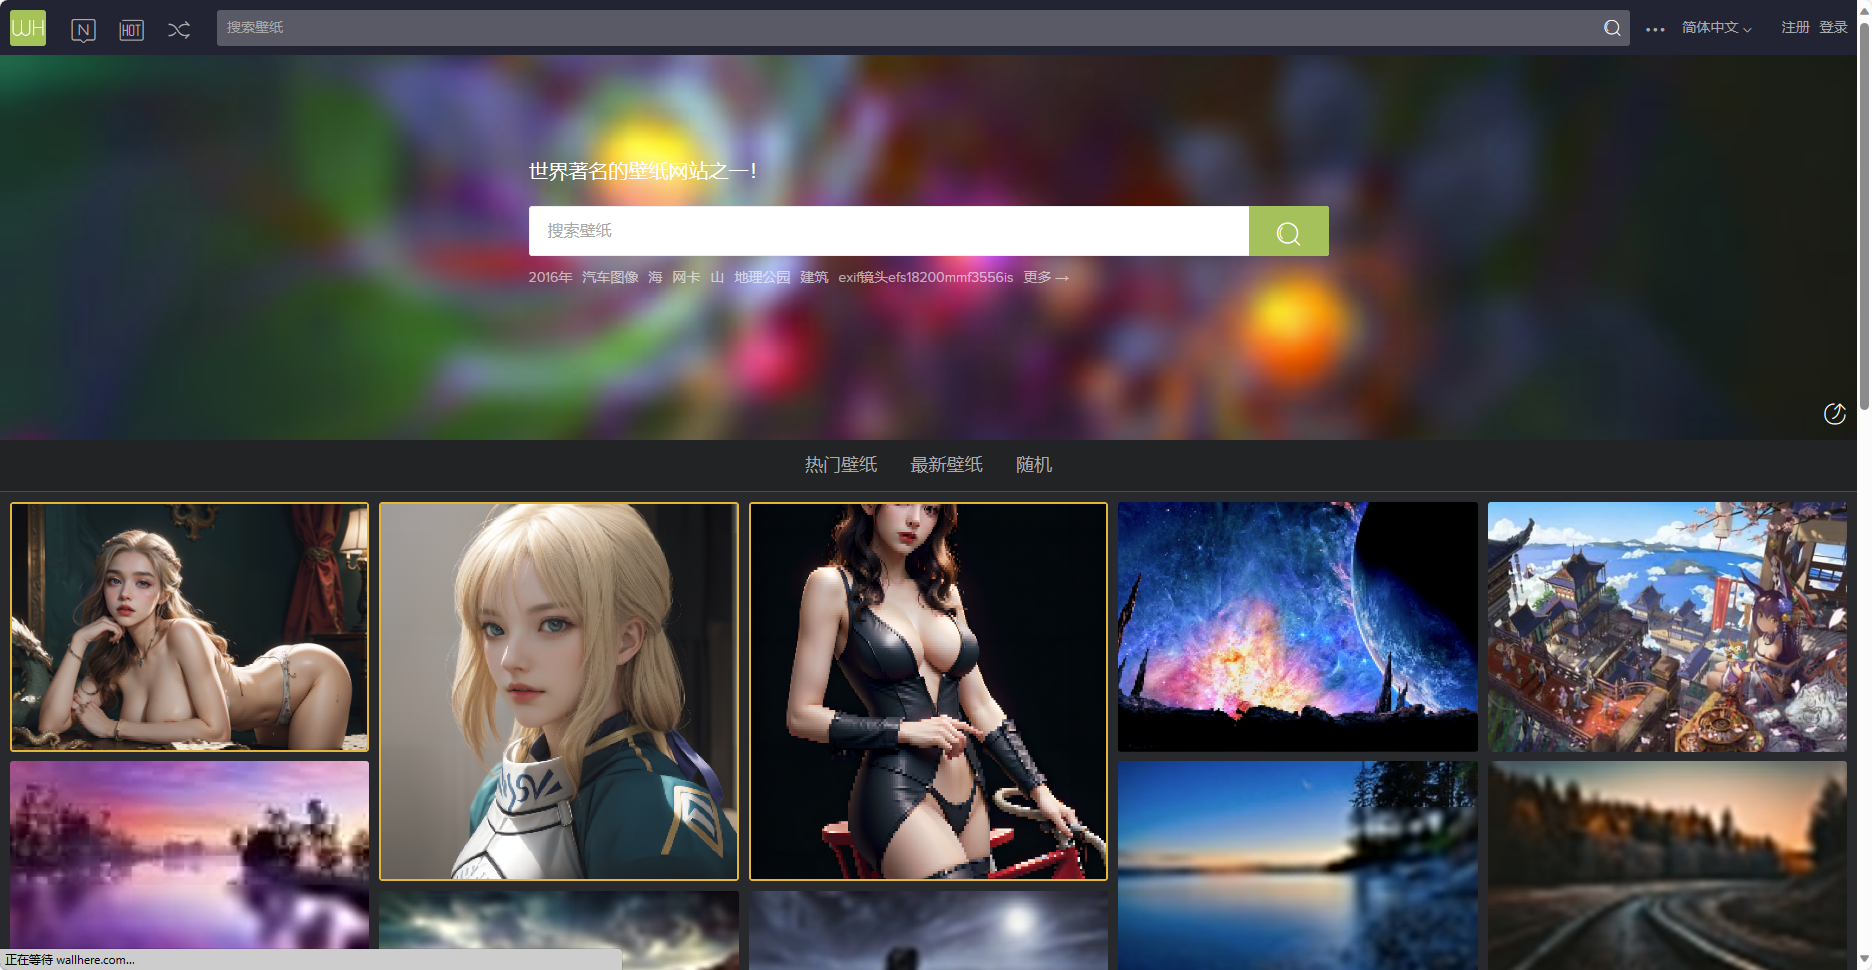 WH N HOT 搜索壁纸 ••• 简体中文 注册 登录
世界著名的壁纸网站之一!
搜索壁纸
2016年 汽车图像 海 网卡 山 地理公园 建筑 exif镜头efs18200mmf3556is 更多→
热门壁纸 最新壁纸 随机
正在等待 wallhere.com...